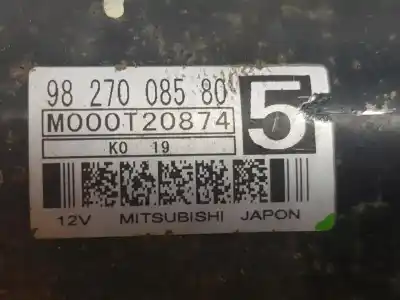 98 270 085 80
5
M000T20874
K0 19
12V MITSUBISHI JAPON